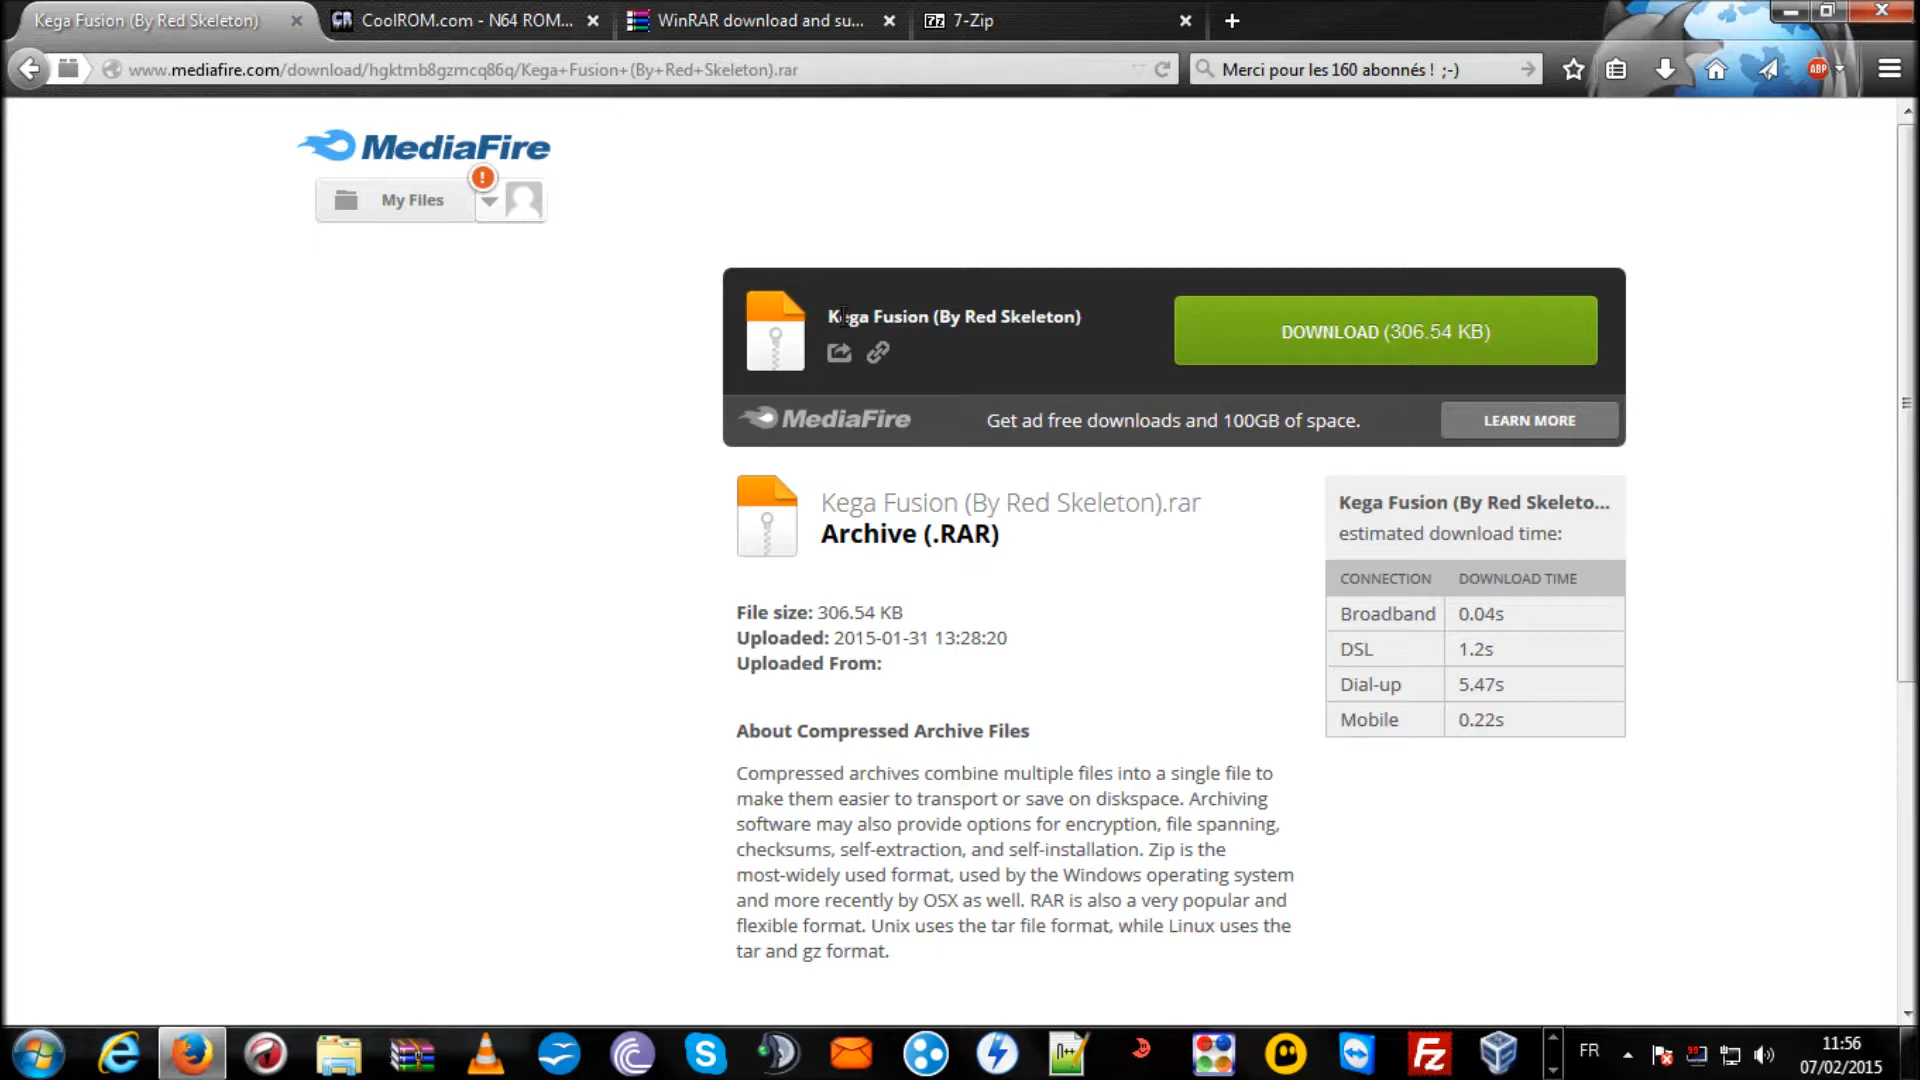 Kega Fusion (By Red Skeleton)
CR CoolROM.com - N64 ROM...
WinRAR download and su...
7z 7-Zip
www.mediafire.com/download/hgktmb8gzmcq86q/Kega+Fusion+(By+Red+Skeleton).rar
Merci pour les 160 abonnés ! ;-)
ABP
MediaFire
My Files
!
Kega Fusion (By Red Skeleton)
DOWNLOAD (306.54 KB)
MediaFire
Get ad free downloads and 100GB of space.
LEARN MORE
Kega Fusion (By Red Skeleton).rar
Archive (.RAR)
File size: 306.54 KB
Uploaded: 2015-01-31 13:28:20
Uploaded From:
About Compressed Archive Files
Compressed archives combine multiple files into a single file to
make them easier to transport or save on diskspace. Archiving
software may also provide options for encryption, file spanning,
checksums, self-extraction, and self-installation. Zip is the
most-widely used format, used by the Windows operating system
and more recently by OSX as well. RAR is also a very popular and
flexible format. Unix uses the tar file format, while Linux uses the
tar and gz format.
Kega Fusion (By Red Skeleto...
estimated download time:
CONNECTION DOWNLOAD TIME
Broadband 0.04s
DSL 1.2s
Dial-up 5.47s
Mobile 0.22s
FR
11:56
07/02/2015